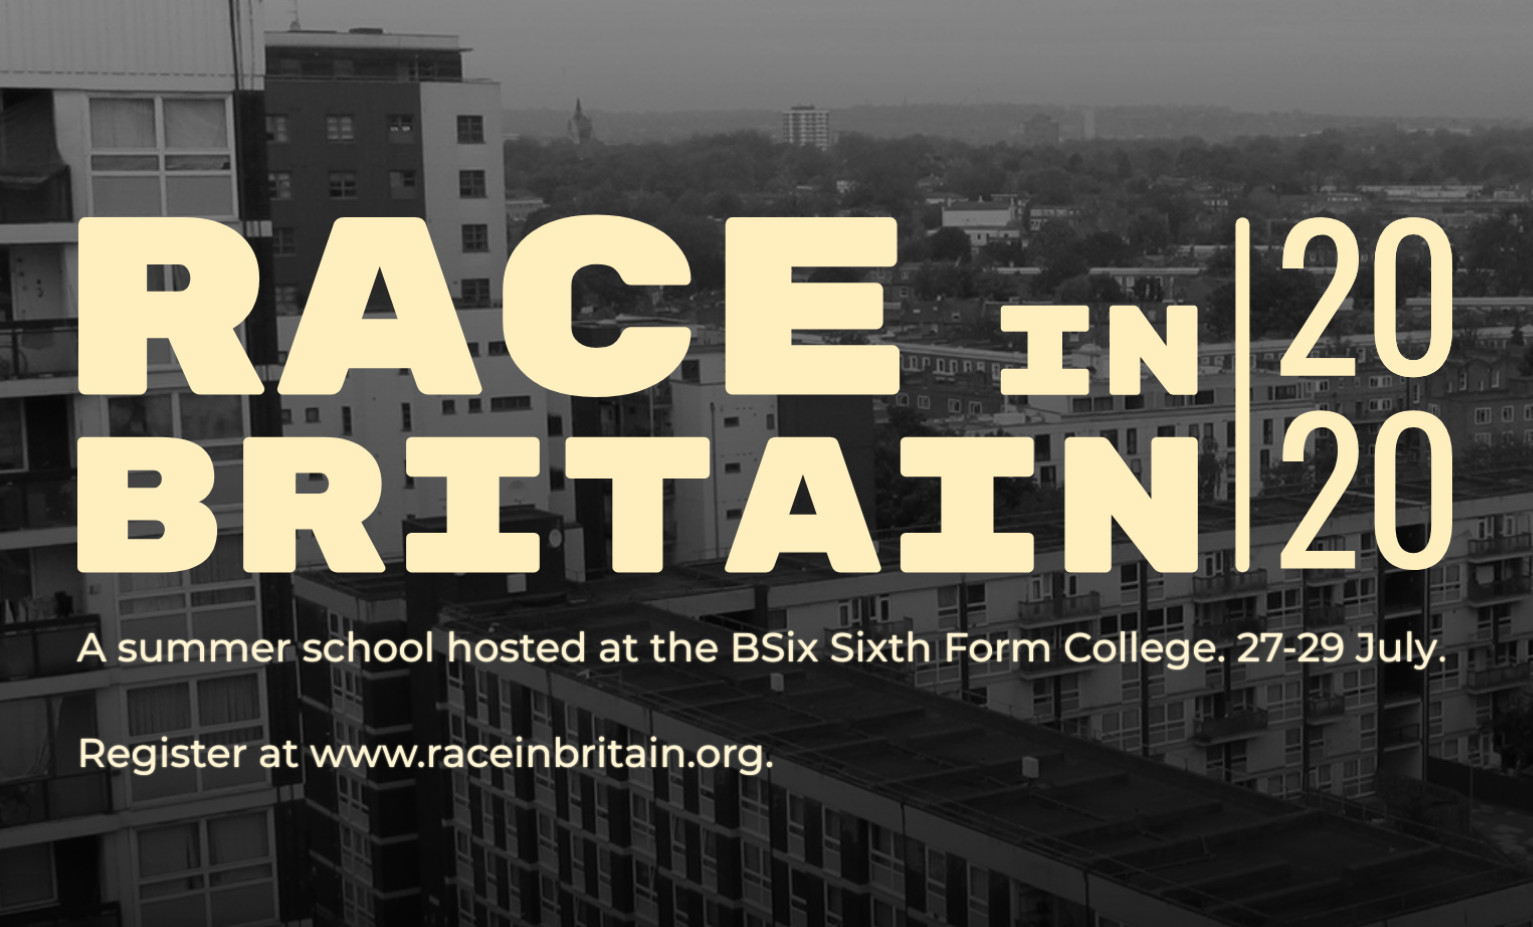 RACE IN
BRITAIN
20
20
A summer school hosted at the BSix Sixth Form College. 27-29 July.
Register at www.raceinbritain.org.